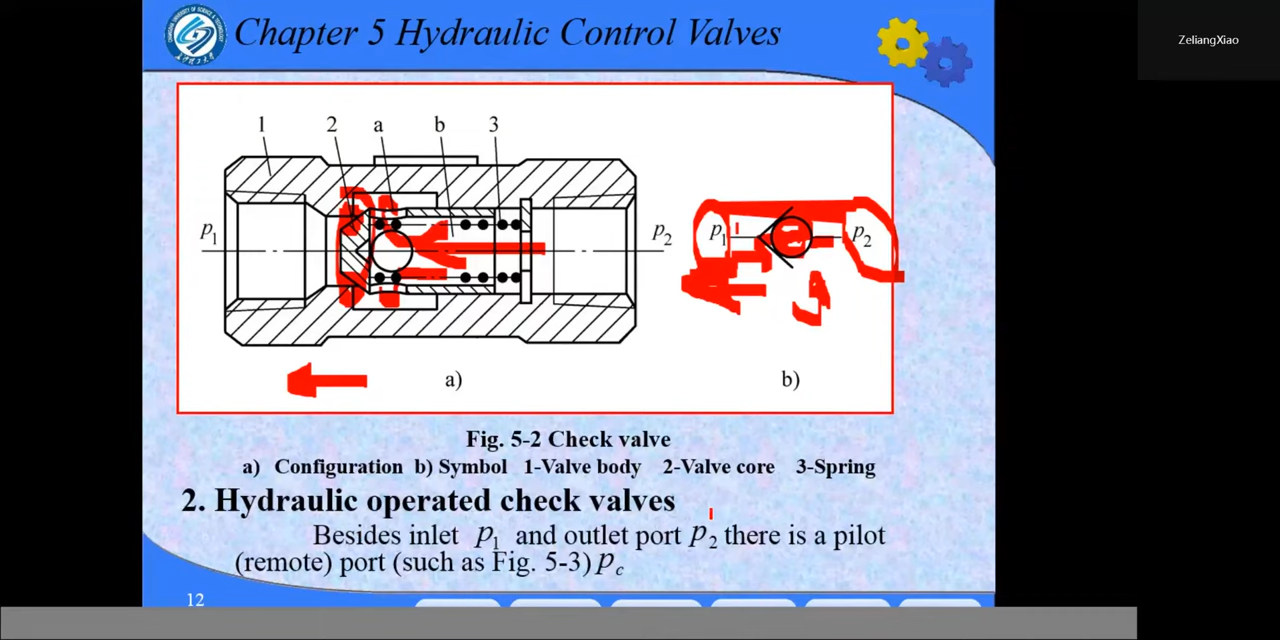 Chapter 5 Hydraulic Control Valves
ZeliangXiao
1 2 a b 3
p1 p2 p1 p2
a) b)
Fig. 5-2 Check valve
a) Configuration b) Symbol 1-Valve body 2-Valve core 3-Spring
2. Hydraulic operated check valves
Besides inlet p1 and outlet port p2 there is a pilot
(remote) port (such as Fig. 5-3) pc
12